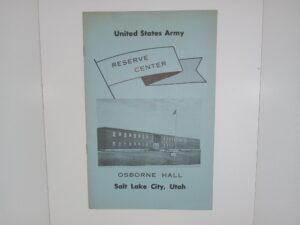 United States Army
RESERVE
CENTER
OSBORNE HALL
Salt Lake City, Utah